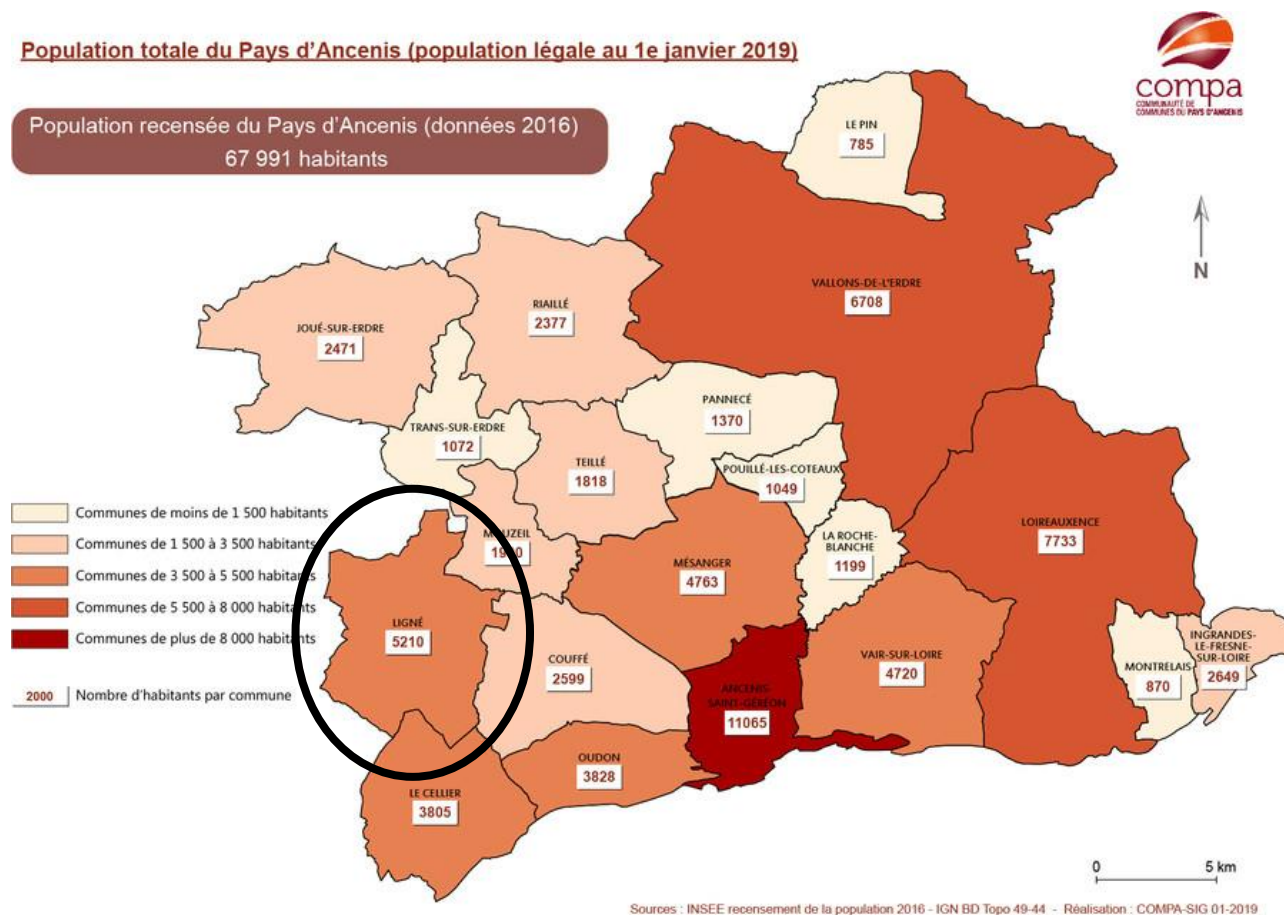 Population totale du Pays d'Ancenis (population légale au 1e janvier 2019)
compa
COMMUNAUTÉ DE
COMMUNES DU PAYS D'ANCENIS
Population recensée du Pays d'Ancenis (données 2016)
67 991 habitants
LE PIN
785
N
VALLONS-DE-L'ERDRE
6708
RIAILLÉ
2377
JOUÉ-SUR-ERDRE
2471
PANNECÉ
1370
TRANS-SUR-ERDRE
1072
TEILLÉ
1818
POUILLÉ-LES-COTEAUX
1049
MOUZEIL
1900
LOIREAUXENCE
7733
LA ROCHE-
BLANCHE
1199
MÉSANGER
4763
LIGNÉ
5210
COUFFÉ
2599
VAIR-SUR-LOIRE
4720
MONTRELAIS
870
INGRANDES-
LE-FRESNE-
SUR-LOIRE
2649
ANCENIS-
SAINT-GÉRÉON
11065
OUDON
3828
LE CELLIER
3805
Communes de moins de 1 500 habitants
Communes de 1 500 à 3 500 habitants
Communes de 3 500 à 5 500 habitants
Communes de 5 500 à 8 000 habitants
Communes de plus de 8 000 habitants
2000 Nombre d'habitants par commune
0 5 km
Sources : INSEE recensement de la population 2016 - IGN BD Topo 49-44 - Réalisation : COMPA-SIG 01-2019